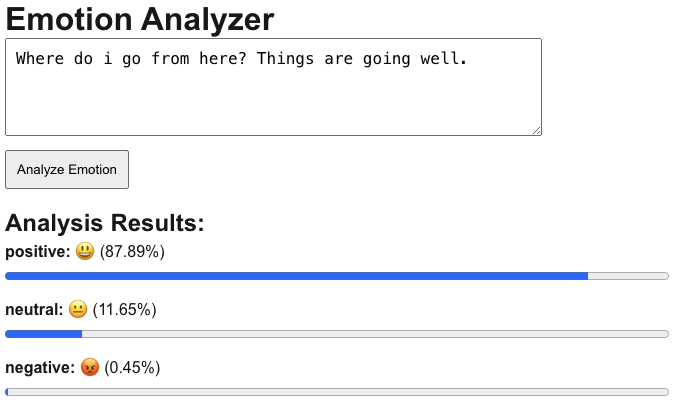 Emotion Analyzer
Where do i go from here? Things are going well.
Analyze Emotion
Analysis Results:
positive: 😃 (87.89%)
neutral: 😐 (11.65%)
negative: 😡 (0.45%)